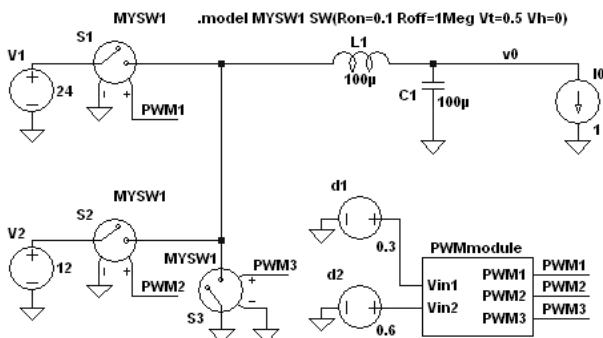 MYSW1 .model MYSW1 SW(Ron=0.1 Roff=1Meg Vt=0.5 Vh=0)
S1
L1
v0
V1
I0
24
PWM1
100µ
C1
100µ
1
MYSW1
S2
d1
V2
MYSW1
PWM3
0.3
PWMmodule
12
PWM2
d2
Vin1
PWM1
PWM1
Vin2
PWM2
PWM2
S3
0.6
PWM3
PWM3